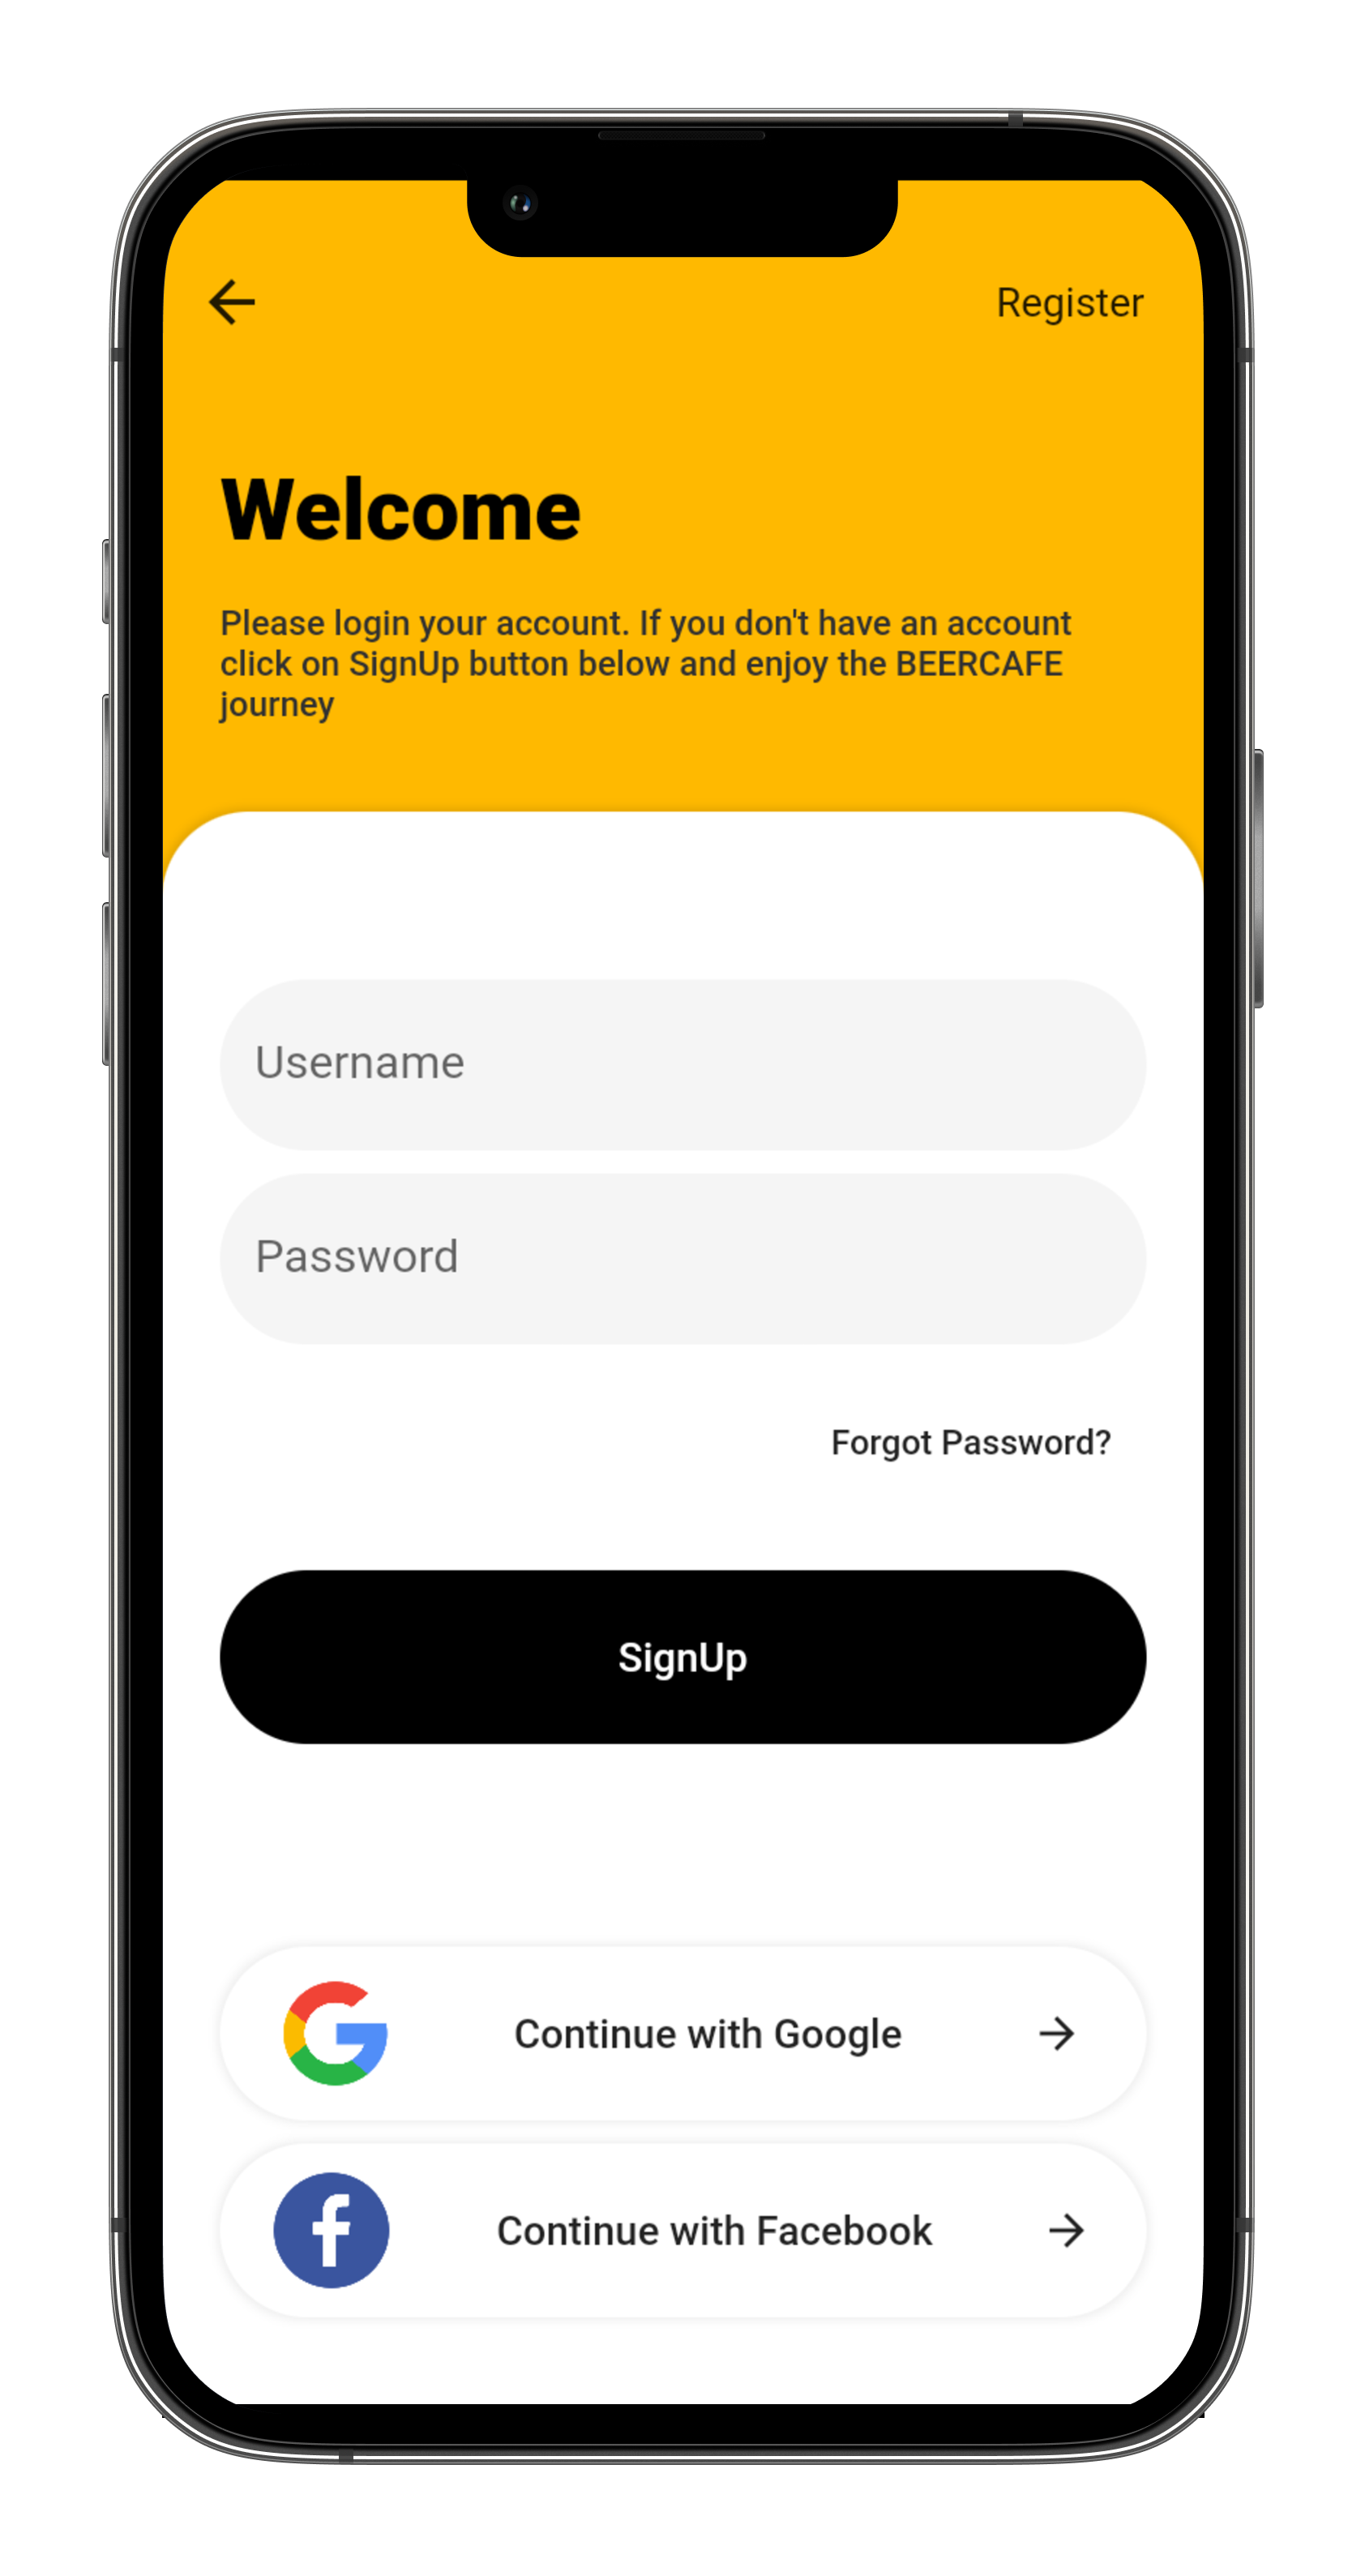 Register
Welcome
Please login your account. If you don't have an account
click on SignUp button below and enjoy the BEERCAFE
journey
Username
Password
Forgot Password?
SignUp
Continue with Google
Continue with Facebook